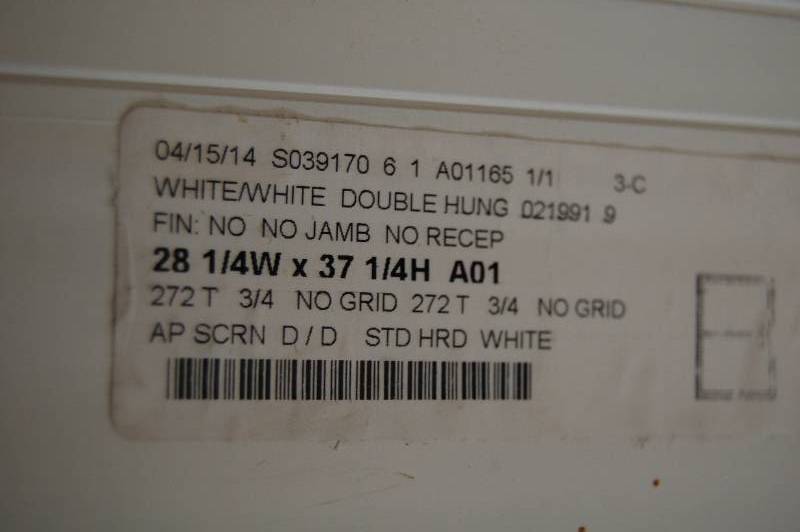 04/15/14 S039170 6 1 A01165 1/1 3-C
WHITE/WHITE DOUBLE HUNG 021991 9
FIN: NO NO JAMB NO RECEP
28 1/4W x 37 1/4H A01
272 T 3/4 NO GRID 272 T 3/4 NO GRID
AP SCRN D / D STD HRD WHITE